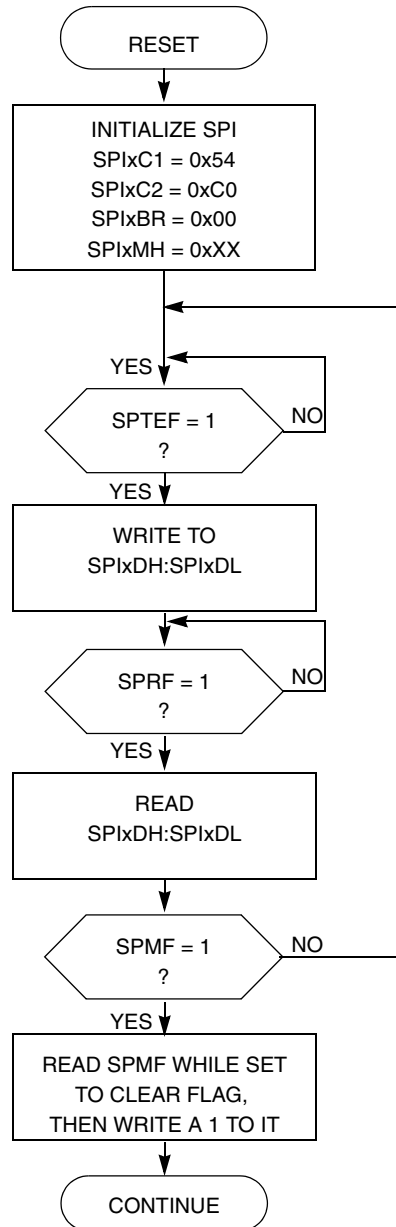 RESET
INITIALIZE SPI
SPIxC1 = 0x54
SPIxC2 = 0xC0
SPIxBR = 0x00
SPIxMH = 0xXX
YES
SPTEF = 1
?
NO
YES
WRITE TO
SPIxDH:SPIxDL
SPRF = 1
?
NO
YES
READ
SPIxDH:SPIxDL
SPMF = 1
?
NO
YES
READ SPMF WHILE SET
TO CLEAR FLAG,
THEN WRITE A 1 TO IT
CONTINUE